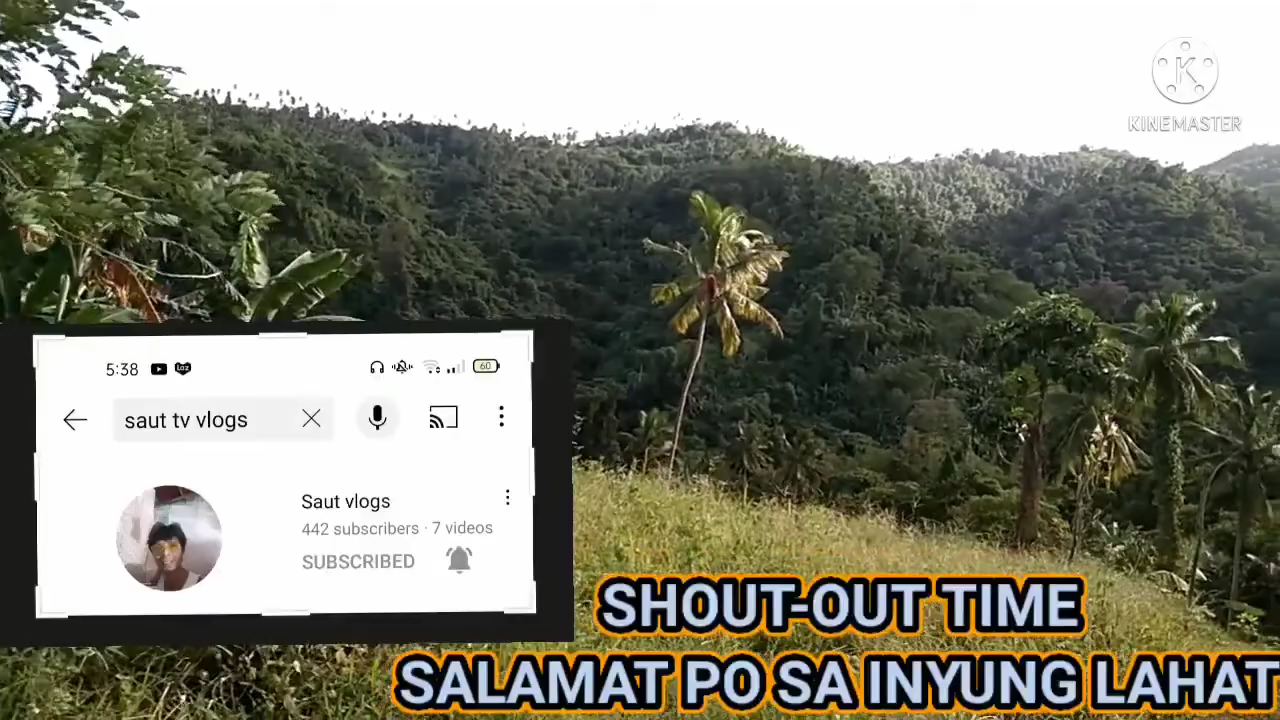 KINEMASTER
5:38
60
saut tv vlogs
Saut vlogs
442 subscribers · 7 videos
SUBSCRIBED
SHOUT-OUT TIME
SALAMAT PO SA INYUNG LAHAT